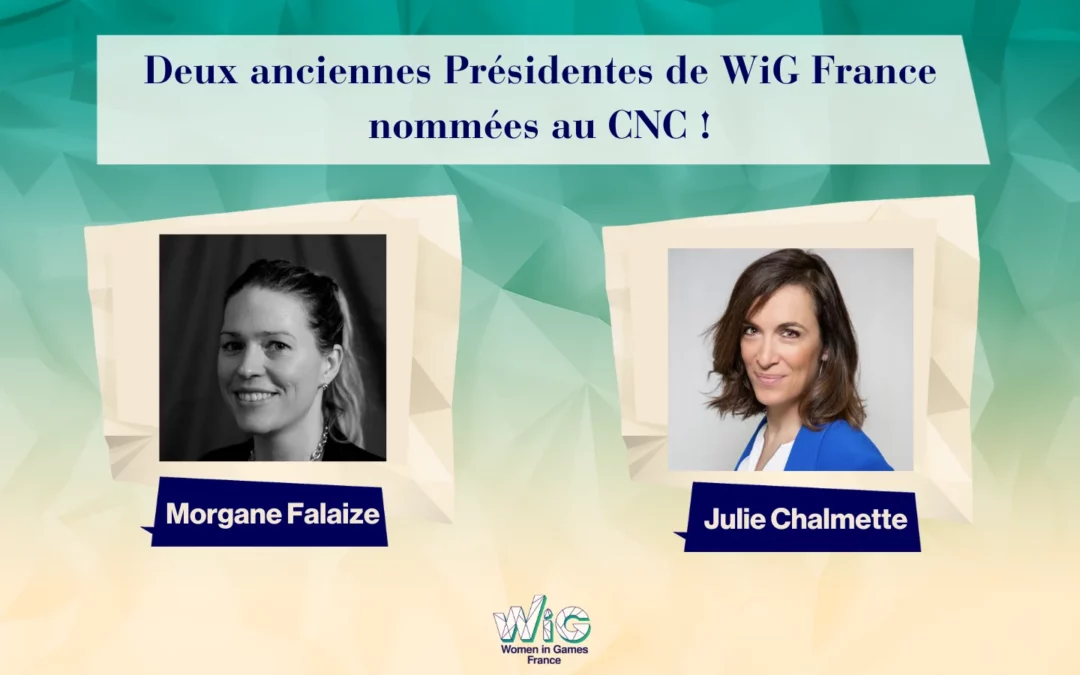 Deux anciennes Présidentes de WiG France
nommées au CNC !
Morgane Falaize
Julie Chalmette
WiG
Women in Games
France